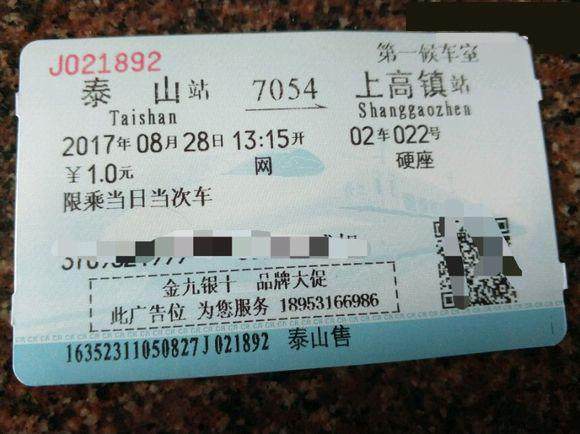 J021892 第一候车室
泰山站 7054 上高镇站
Taishan Shanggaozhen
2017年08月28日13:15开 02车022号
￥1.0元 网 硬座
限乘当日当次车
金九银十 品牌大促
此广告位 为您服务 18953166986
16352311050827J021892 泰山售